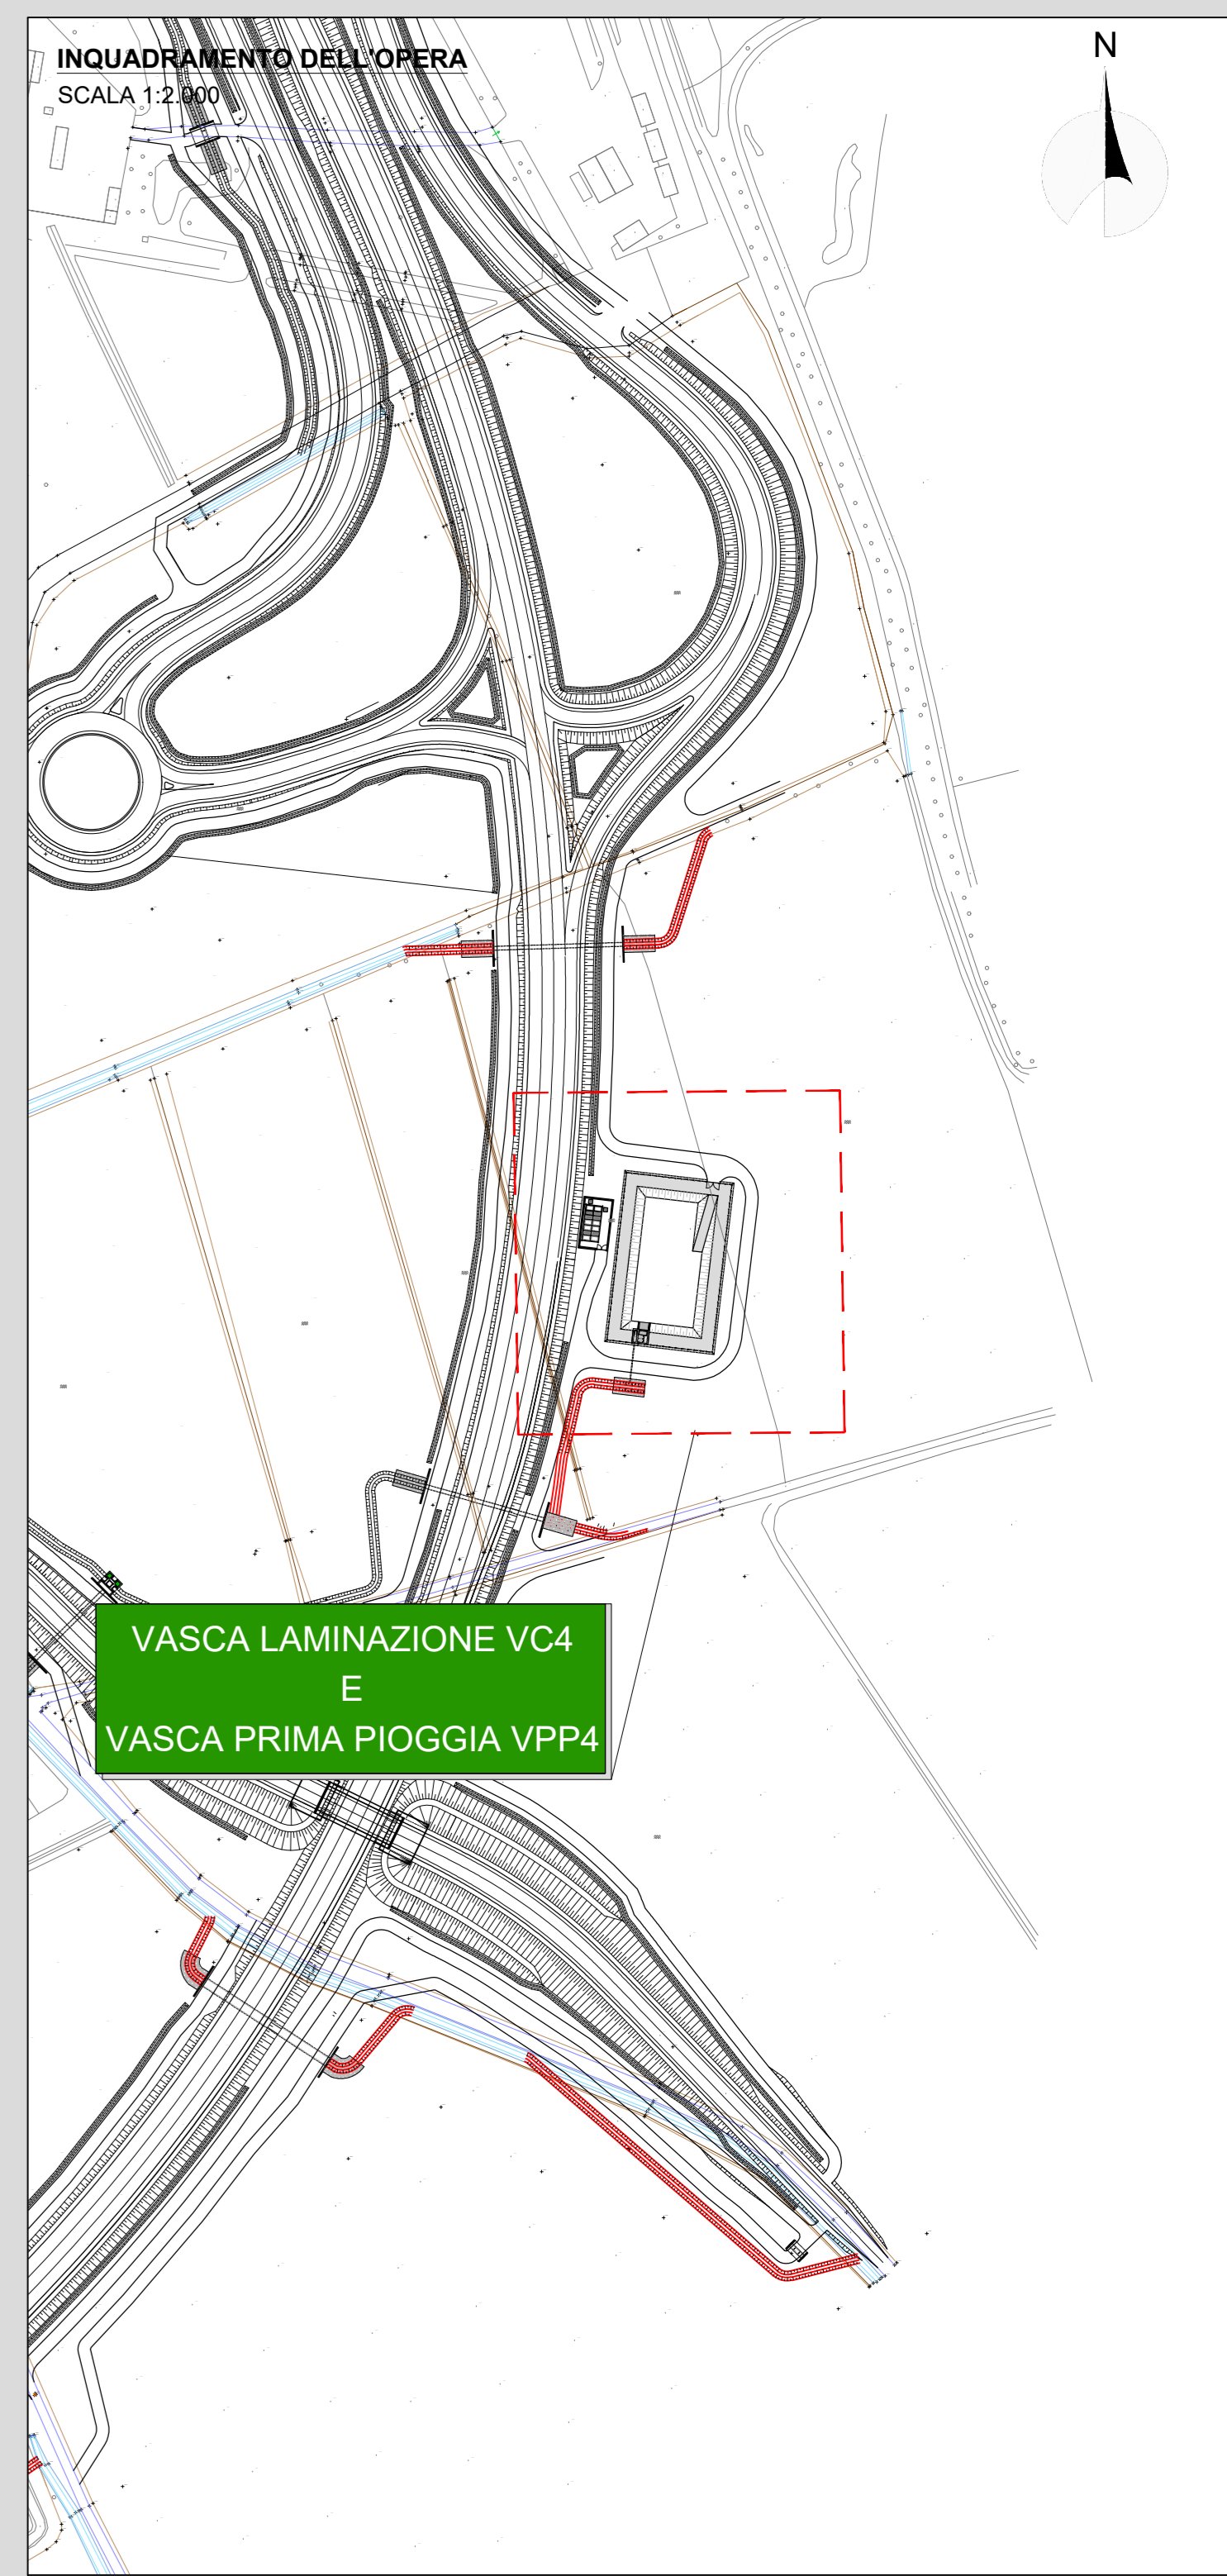 INQUADRAMENTO DELL'OPERA
SCALA 1:2.000
N
VASCA LAMINAZIONE VC4
E
VASCA PRIMA PIOGGIA VPP4